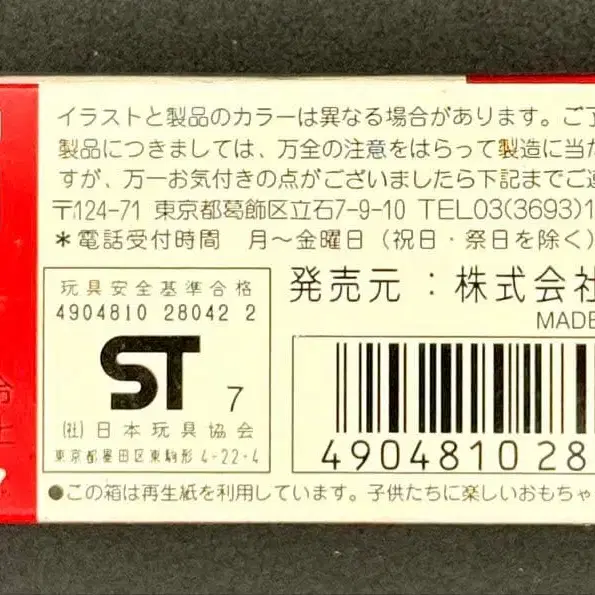 イラストと製品のカラーは異なる場合があります。ご了
製品につきましては、万全の注意をはらって製造に当た
すが、万一お気付きの点がございましたら下記までご連
〒124-71 東京都葛飾区立石7-9-10 TEL03(3693)1
＊電話受付時間　月〜金曜日（祝日・祭日を除く）
玩具安全基準合格
4904810 28042 2
ST 7
(社)日本玩具協会
東京都墨田区東駒形4-22-4
発売元：株式会社
MADE
4904810 28
●この箱は再生紙を利用しています。子供たちに楽しいおもちゃ